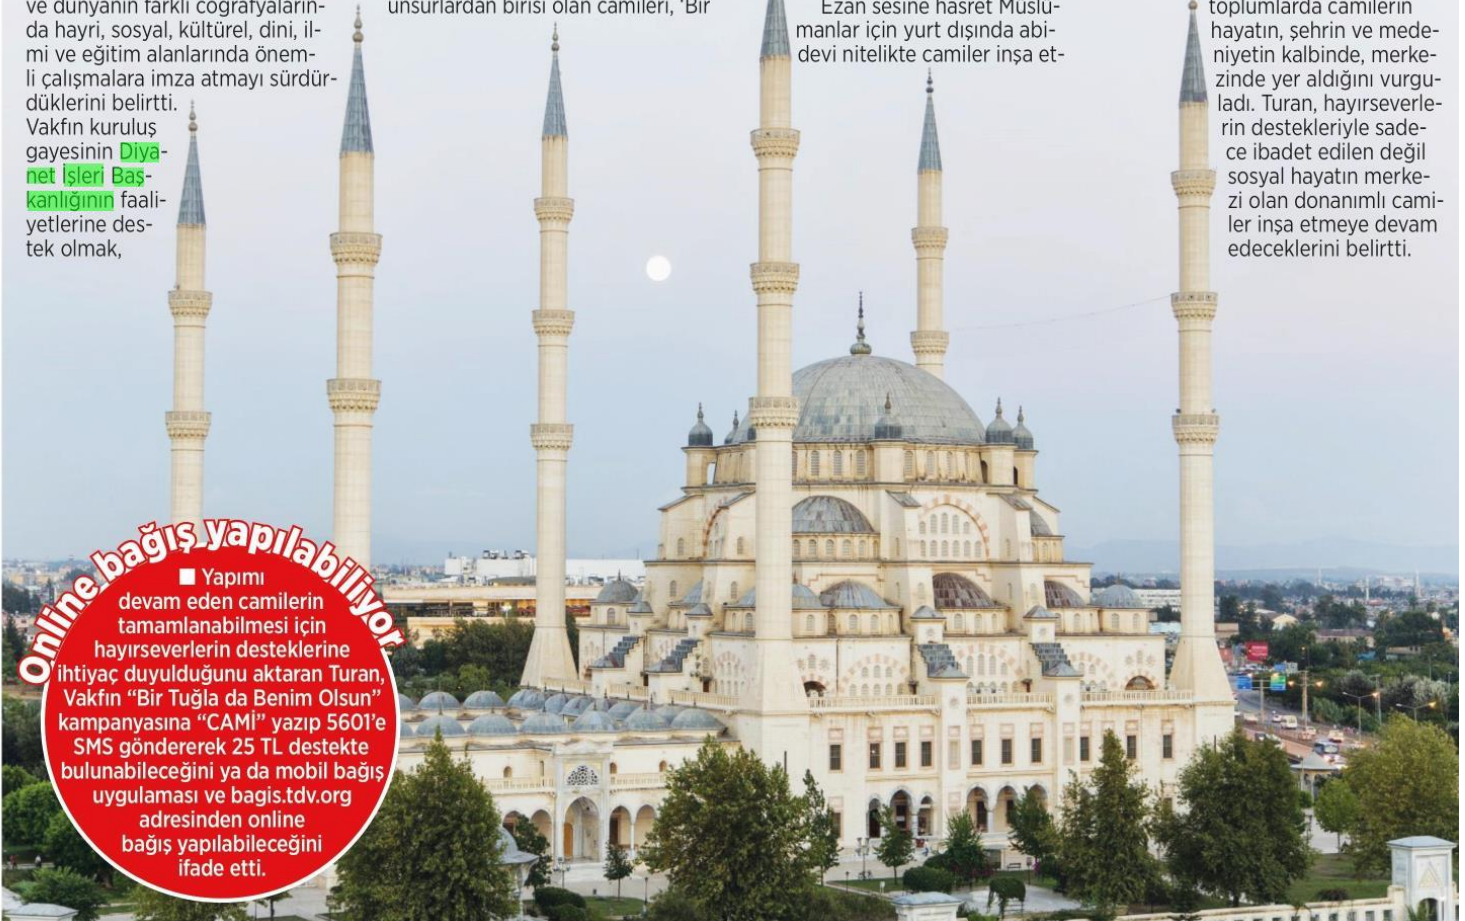 ve dünyanın farklı coğrafyaların-
da hayri, sosyal, kültürel, dini, il-
mi ve eğitim alanlarında önem-
li çalışmalara imza atmayı sürdür-
düklerini belirtti.
Vakfın kuruluş
gayesinin Diya-
net İşleri Baş-
kanlığının faali-
yetlerine des-
tek olmak,
unsurlardan birisi olan camileri, ‘Bir
Ezan sesine hasret Müslü-
manlar için yurt dışında abi-
devi nitelikte camiler inşa et-
toplumlarda camilerin
hayatın, şehrin ve mede-
niyetin kalbinde, merke-
zinde yer aldığını vurgu-
ladı. Turan, hayırseverle-
rin destekleriyle sade-
ce ibadet edilen değil
sosyal hayatın merke-
zi olan donanımlı cami-
ler inşa etmeye devam
edeceklerini belirtti.
Online bağış yapılabiliyor
■ Yapımı
devam eden camilerin
tamamlanabilmesi için
hayırseverlerin desteklerine
ihtiyaç duyulduğunu aktaran Turan,
Vakfın “Bir Tuğla da Benim Olsun”
kampanyasına “CAMİ” yazıp 5601’e
SMS göndererek 25 TL destekte
bulunabileceğini ya da mobil bağış
uygulaması ve bagis.tdv.org
adresinden online
bağış yapılabileceğini
ifade etti.